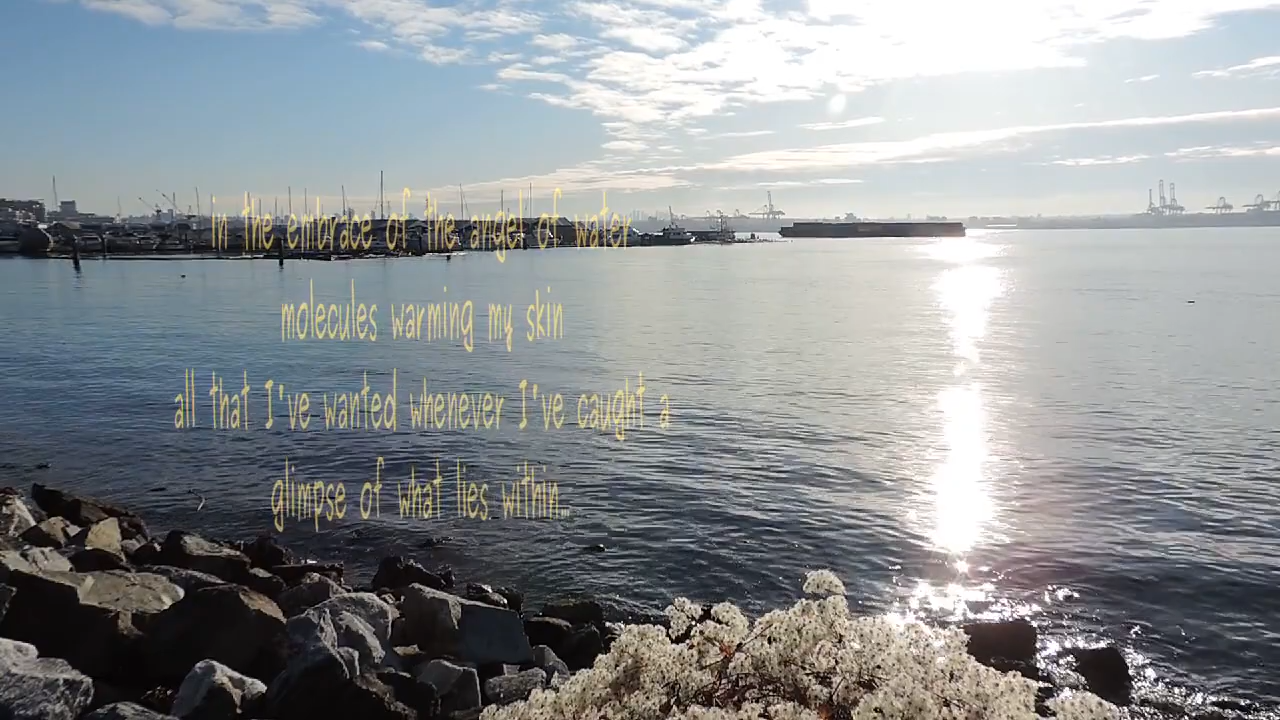 in the embrace of the angel of water
molecules warming my skin
all that I've wanted whenever I've caught a
glimpse of what lies within...